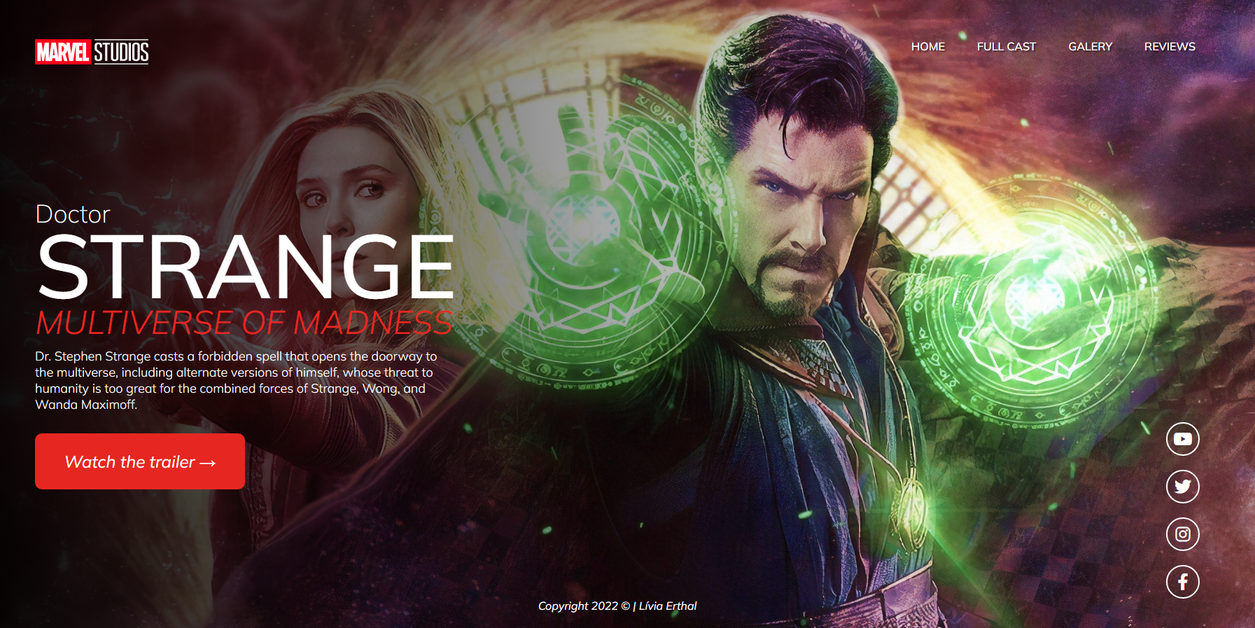 MARVEL STUDIOS
HOME FULL CAST GALERY REVIEWS
Doctor
STRANGE
MULTIVERSE OF MADNESS
Dr. Stephen Strange casts a forbidden spell that opens the doorway to
the multiverse, including alternate versions of himself, whose threat to
humanity is too great for the combined forces of Strange, Wong, and
Wanda Maximoff.
Watch the trailer →
Copyright 2022 © | Lívia Erthal